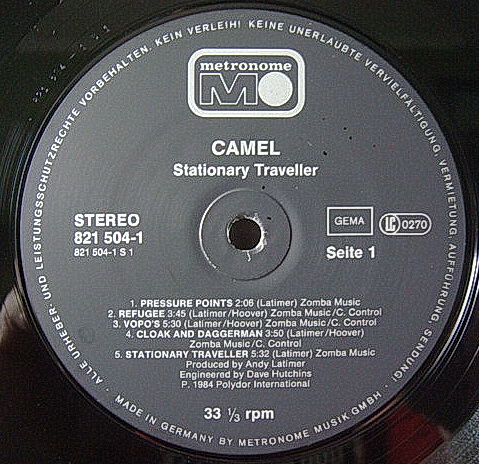 ALLE URHEBER- UND LEISTUNGSSCHUTZRECHTE VORBEHALTEN. KEIN VERLEIH! KEINE UNERLAUBTE VERVIELFÄLTIGUNG, VERMIETUNG, AUFFÜHRUNG, SENDUNG!
metronome
CAMEL
Stationary Traveller
STEREO
821 504-1
821 504-1 S 1
GEMA
LC 0270
Seite 1
1. PRESSURE POINTS 2:06 (Latimer) Zomba Music
2. REFUGEE 3:45 (Latimer/Hoover) Zomba Music/C. Control
3. VOPO'S 5:30 (Latimer/Hoover) Zomba Music/C. Control
4. CLOAK AND DAGGERMAN 3:50 (Latimer/Hoover)
Zomba Music/C. Control
5. STATIONARY TRAVELLER 5:32 (Latimer) Zomba Music
Produced by Andy Latimer
Engineered by Dave Hutchins
P. 1984 Polydor International
33 1/3 rpm
· MADE IN GERMANY BY METRONOME MUSIK GMBH ·